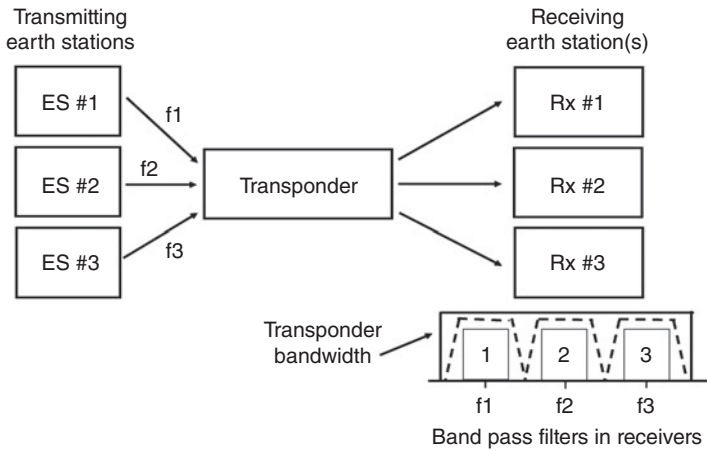 Transmitting
earth stations
Receiving
earth station(s)
ES #1
f1
Rx #1
ES #2
f2
Transponder
Rx #2
ES #3
f3
Rx #3
Transponder
bandwidth
1
2
3
f1
f2
f3
Band pass filters in receivers